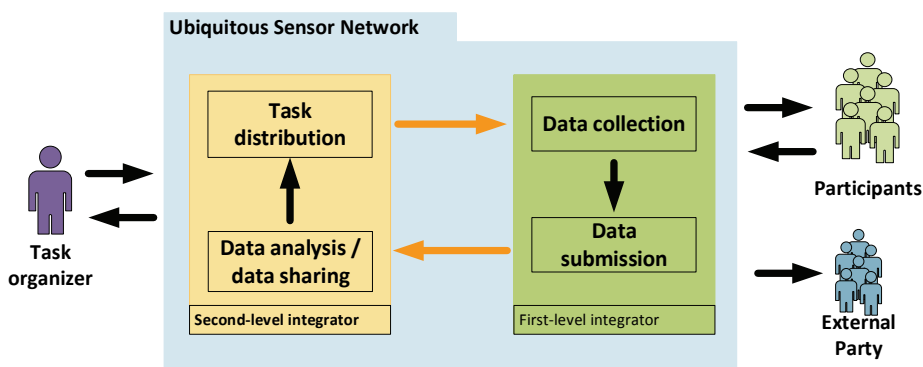 Ubiquitous Sensor Network
Task
distribution
Data analysis /
data sharing
Second-level integrator
Data collection
Data
submission
First-level integrator
Task
organizer
Participants
External
Party